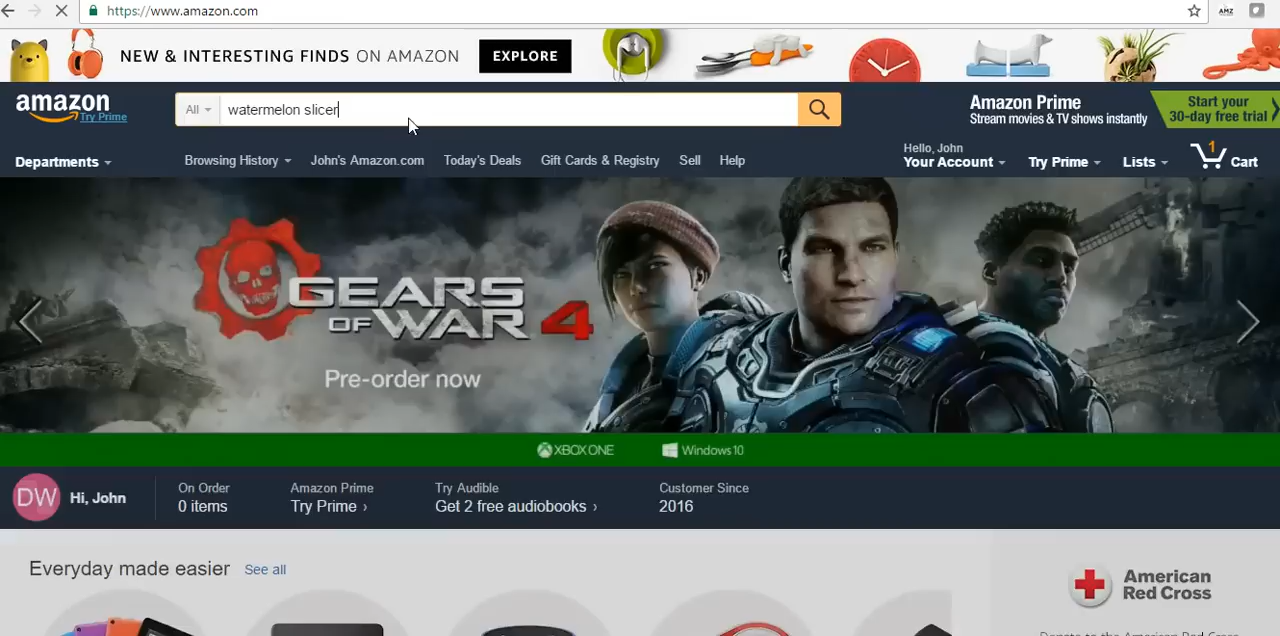 https://www.amazon.com
AMZ
NEW & INTERESTING FINDS ON AMAZON EXPLORE
amazon
Try Prime
All
watermelon slicer
Amazon Prime
Stream movies & TV shows instantly
Start your
30-day free trial
Departments
Browsing History
John's Amazon.com
Today's Deals
Gift Cards & Registry
Sell
Help
Hello, John
Your Account
Try Prime
Lists
1
Cart
GEARS
OF WAR 4
Pre-order now
XBOX ONE
Windows 10
DW
Hi, John
On Order
0 items
Amazon Prime
Try Prime ›
Try Audible
Get 2 free audiobooks ›
Customer Since
2016
Everyday made easier See all
American
Red Cross